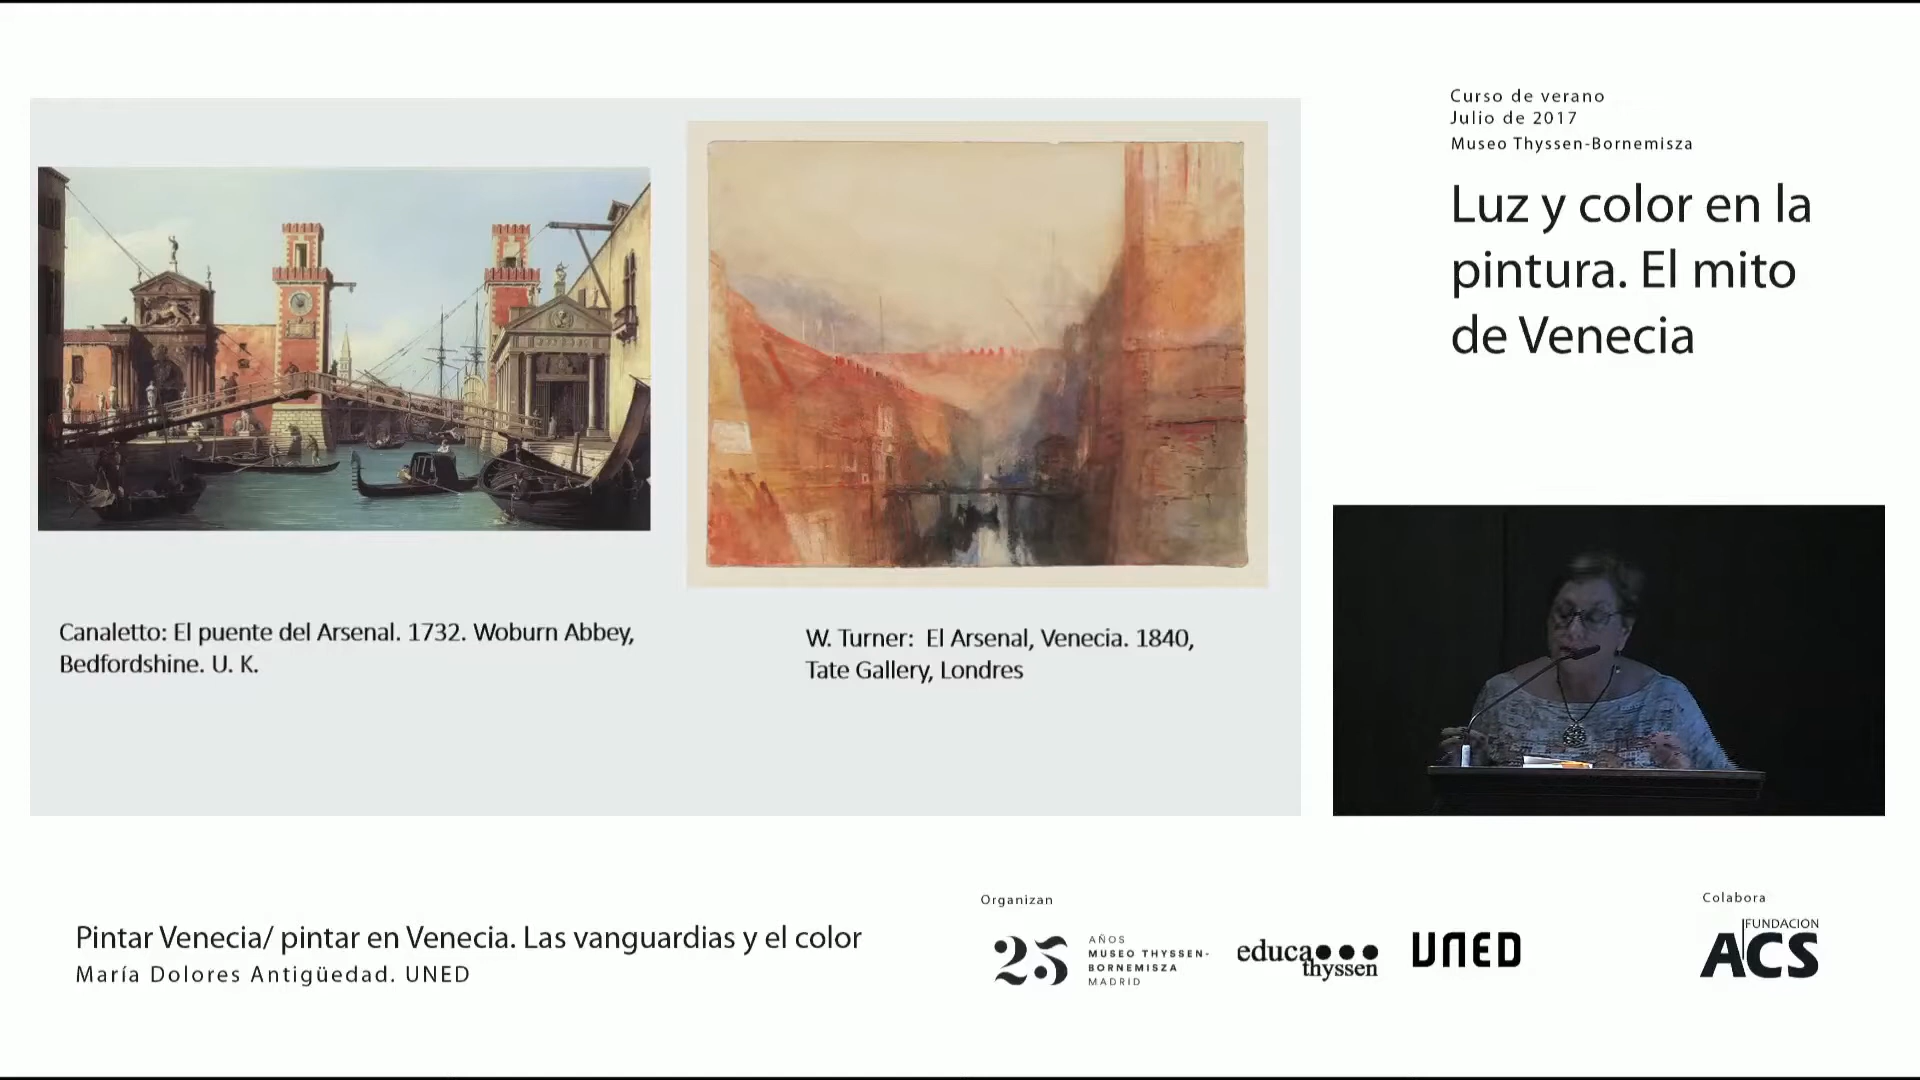 Curso de verano
Julio de 2017
Museo Thyssen-Bornemisza
Luz y color en la
pintura. El mito
de Venecia
Canaletto: El puente del Arsenal. 1732. Woburn Abbey,
Bedfordshine. U. K.
W. Turner: El Arsenal, Venecia. 1840,
Tate Gallery, Londres
Pintar Venecia/ pintar en Venecia. Las vanguardias y el color
María Dolores Antigüedad. UNED
Organizan
25
AÑOS
MUSEO THYSSEN-
BORNEMISZA
MADRID
educa
thyssen
UNED
Colabora
FUNDACION
ACS